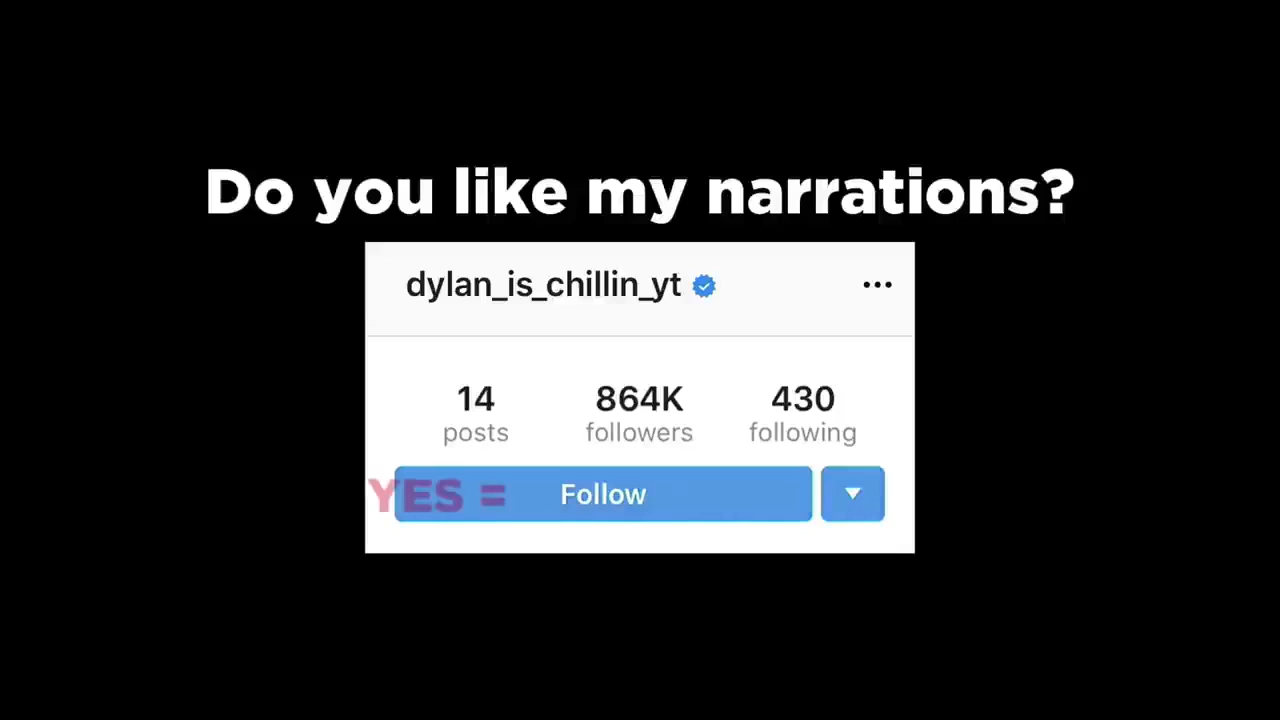 Do you like my narrations?
dylan_is_chillin_yt
14 864K 430
posts followers following
YES = Follow